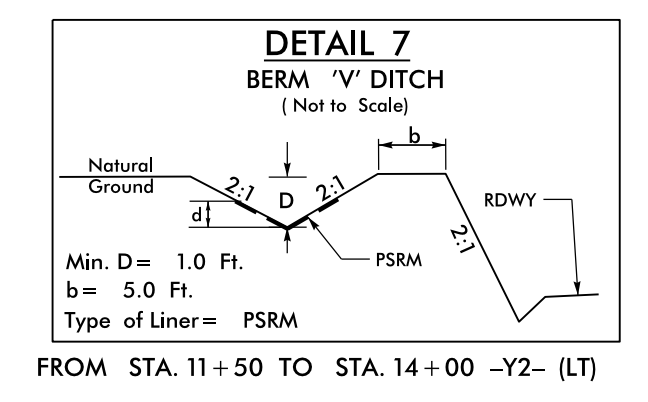 DETAIL 7
BERM 'V' DITCH
( Not to Scale)
b
Natural
Ground
2:1
D
2:1
d
RDWY
2:1
PSRM
Min. D= 1.0 Ft.
b= 5.0 Ft.
Type of Liner= PSRM
FROM STA. 11+50 TO STA. 14+00 -Y2- (LT)